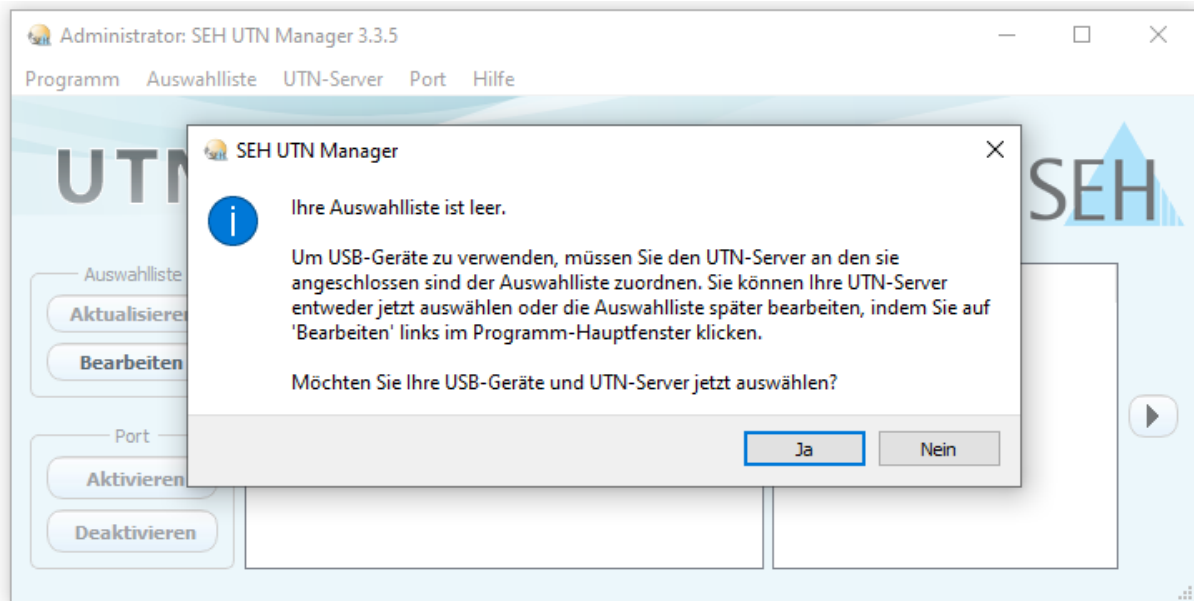 Administrator: SEH UTN Manager 3.3.5
Programm Auswahlliste UTN-Server Port Hilfe
SEH UTN Manager
Ihre Auswahlliste ist leer.
Um USB-Geräte zu verwenden, müssen Sie den UTN-Server an den sie
angeschlossen sind der Auswahlliste zuordnen. Sie können Ihre UTN-Server
entweder jetzt auswählen oder die Auswahlliste später bearbeiten, indem Sie auf
'Bearbeiten' links im Programm-Hauptfenster klicken.
Möchten Sie Ihre USB-Geräte und UTN-Server jetzt auswählen?
Ja Nein
UTN
SEH
Auswahlliste
Aktualisieren
Bearbeiten
Port
Aktivieren
Deaktivieren